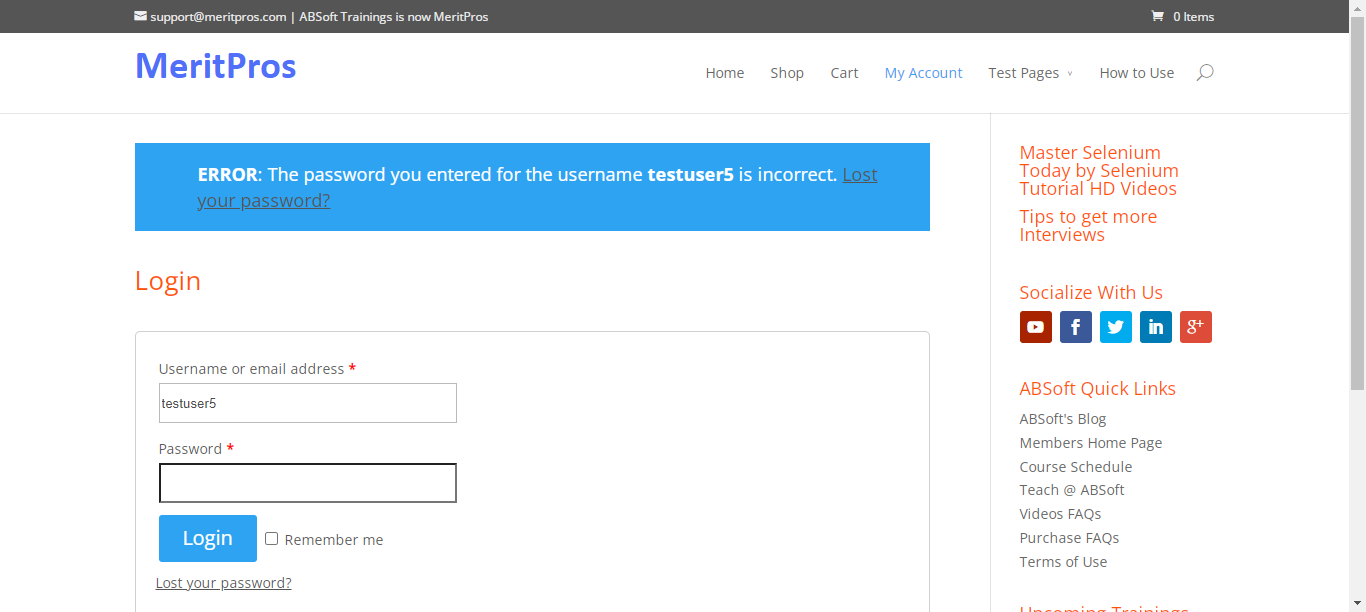 support@meritpros.com | ABSoft Trainings is now MeritPros
0 Items
MeritPros
Home Shop Cart My Account Test Pages How to Use
ERROR: The password you entered for the username testuser5 is incorrect. Lost
your password?
Login
Username or email address *
testuser5
Password *
Login
Remember me
Lost your password?
Master Selenium
Today by Selenium
Tutorial HD Videos
Tips to get more
Interviews
Socialize With Us
f in g+
ABSoft Quick Links
ABSoft's Blog
Members Home Page
Course Schedule
Teach @ ABSoft
Videos FAQs
Purchase FAQs
Terms of Use
Upcoming Trainings